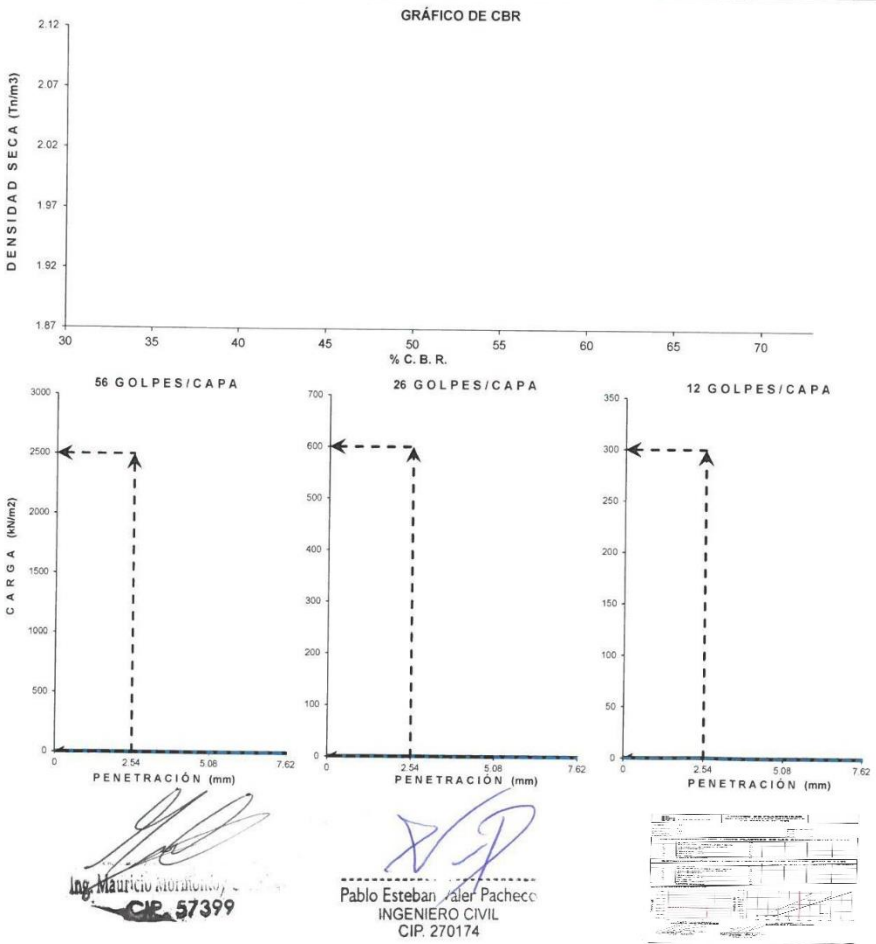 GRÁFICO DE CBR
DENSIDAD SECA (Tn/m3)
2.12
2.07
2.02
1.97
1.92
1.87
30 35 40 45 50 55 60 65 70
% C. B. R.
56 GOLPES/CAPA
CARGA (kN/m2)
3000
2500
2000
1500
1000
500
0
0 2.54 5.08 7.62
PENETRACIÓN (mm)
26 GOLPES/CAPA
700
600
500
400
300
200
100
0
0 2.54 5.08 7.62
PENETRACIÓN (mm)
12 GOLPES/CAPA
350
300
250
200
150
100
50
0
0 2.54 5.08 7.62
PENETRACIÓN (mm)
Ing. Mauricio
CIP. 57399
Pablo Esteban Valer Pacheco
INGENIERO CIVIL
CIP. 270174